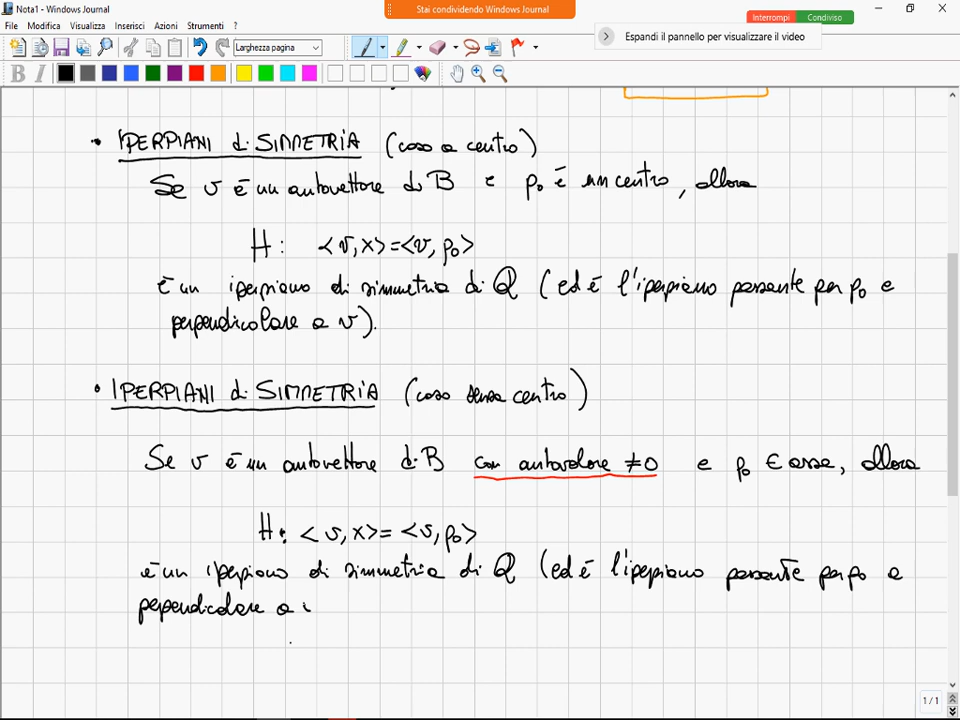 Nota1 - Windows Journal
Stai condividendo Windows Journal
Interrompi Condiviso
File Modifica Visualizza Inserisci Azioni Strumenti ?
Espandi il pannello per visualizzare il video
Larghezza pagina
B I
• IPERPIANI di SIMMETRIA (caso a centro)
Se v è un autovettore di B e p₀ è un centro, allora
H: <v,x>=<v,p₀>
è un iperpiano di simmetria di Q (ed è l'iperpiano passante per p₀ e
perpendicolare a v).
• IPERPIANI di SIMMETRIA (caso senza centro)
Se v è un autovettore di B con autovalore ≠0 e p₀ ∈ asse, allora
H: <v,x>=<v,p₀>
è un iperpiano di simmetria di Q (ed è l'iperpiano passante per p₀ e
perpendicolare a
1 / 1